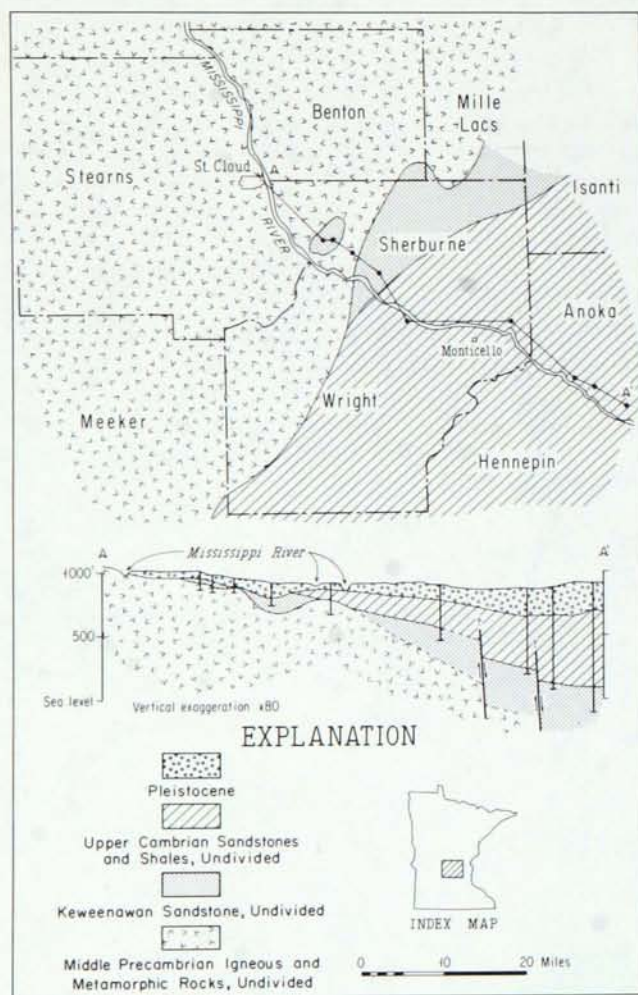 MISSISSIPPI
RIVER
Benton
Mille
-Lacs
Stearns
St. Cloud
A
Isanti
Sherburne
Anoka
Monticello
A'
Wright
Meeker
Hennepin
A
Mississippi River
A'
1000'
500
Sea level
Vertical exaggeration x80
EXPLANATION
Pleistocene
Upper Cambrian Sandstones
and Shales, Undivided
Keweenawan Sandstone, Undivided
Middle Precambrian Igneous and
Metamorphic Rocks, Undivided
INDEX MAP
0 10 20 Miles